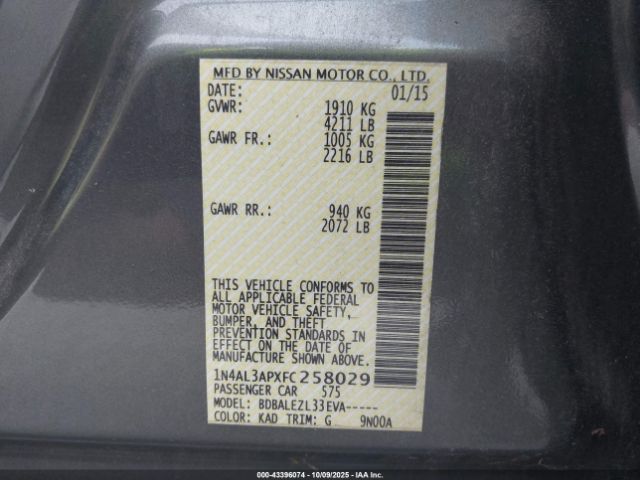 MFD BY NISSAN MOTOR CO., LTD.
DATE: 01/15
GVWR: 1910 KG
4211 LB
GAWR FR.: 1005 KG
2216 LB
GAWR RR.: 940 KG
2072 LB
THIS VEHICLE CONFORMS TO
ALL APPLICABLE FEDERAL
MOTOR VEHICLE SAFETY,
BUMPER, AND THEFT
PREVENTION STANDARDS IN
EFFECT ON THE DATE OF
MANUFACTURE SHOWN ABOVE.
1N4AL3APXFC258029
PASSENGER CAR 575
MODEL: BDBALEZL33EVA-----
COLOR: KAD TRIM: G 9N00A
000-43396074 - 10/09/2025 - IAAI.com